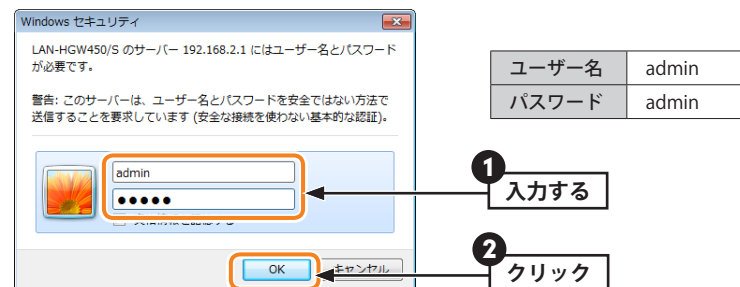 Windows セキュリティ
LAN-HGW450/S のサーバー 192.168.2.1 にはユーザー名とパスワード
が必要です。
警告: このサーバーは、ユーザー名とパスワードを安全ではない方法で
送信することを要求しています (安全な接続を使わない基本的な認証)。
admin
●●●●●
OK
キャンセル
ユーザー名 admin
パスワード admin
1
入力する
2
クリック